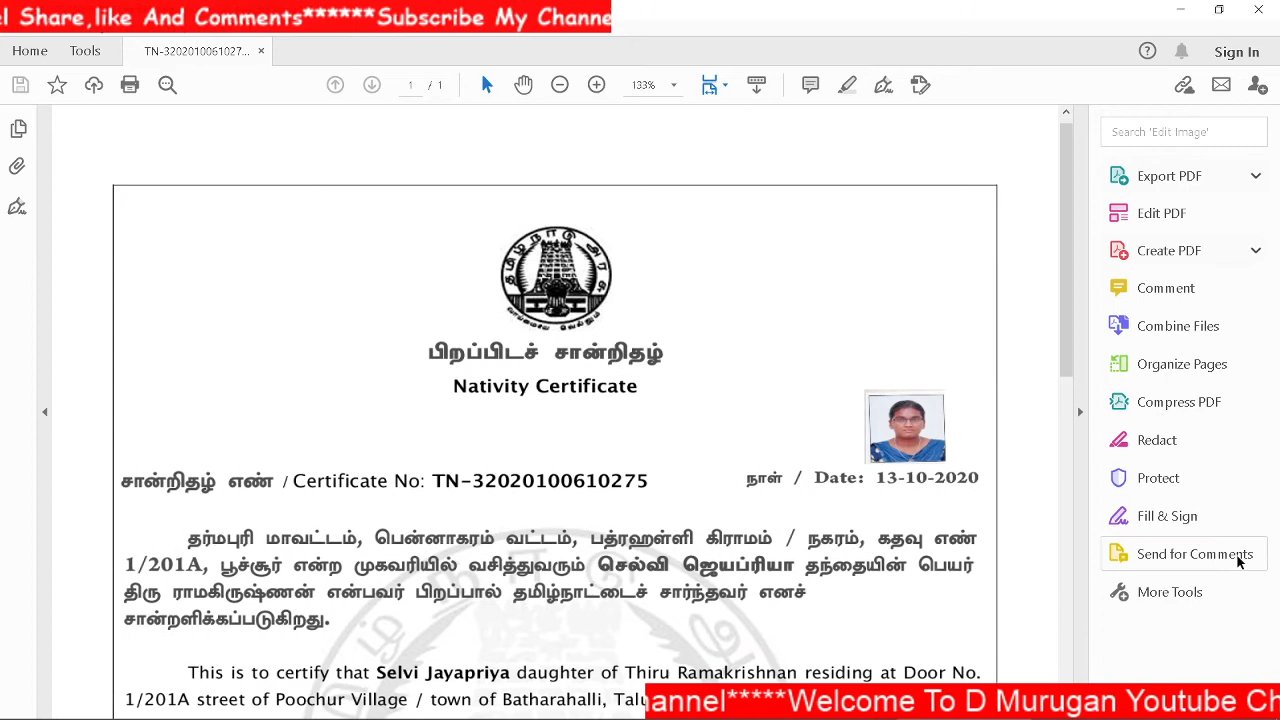 el Share,like And Comments******Subscribe My Channe
Home Tools TN-3202010061027... ×
Sign In
1 / 1 133%
Search 'Edit Image'
Export PDF
Edit PDF
Create PDF
Comment
Combine Files
Organize Pages
Compress PDF
Redact
Protect
Fill & Sign
Send for Comments
More Tools
தமிழ்நாடு அரசு
வாய்மையே வெல்லும்
பிறப்பிடச் சான்றிதழ்
Nativity Certificate
சான்றிதழ் எண் / Certificate No: TN-32020100610275
நாள் / Date: 13-10-2020
தர்மபுரி மாவட்டம், பென்னாகரம் வட்டம், பத்ரஹள்ளி கிராமம் / நகரம், கதவு எண்
1/201A, பூச்சூர் என்ற முகவரியில் வசித்துவரும் செல்வி ஜெயப்ரியா தந்தையின் பெயர்
திரு ராமகிருஷ்ணன் என்பவர் பிறப்பால் தமிழ்நாட்டைச் சார்ந்தவர் எனச்
சான்றளிக்கப்படுகிறது.
This is to certify that Selvi Jayapriya daughter of Thiru Ramakrishnan residing at Door No.
1/201A street of Poochur Village / town of Batharahalli, Talu
annel*****Welcome To D Murugan Youtube Ch